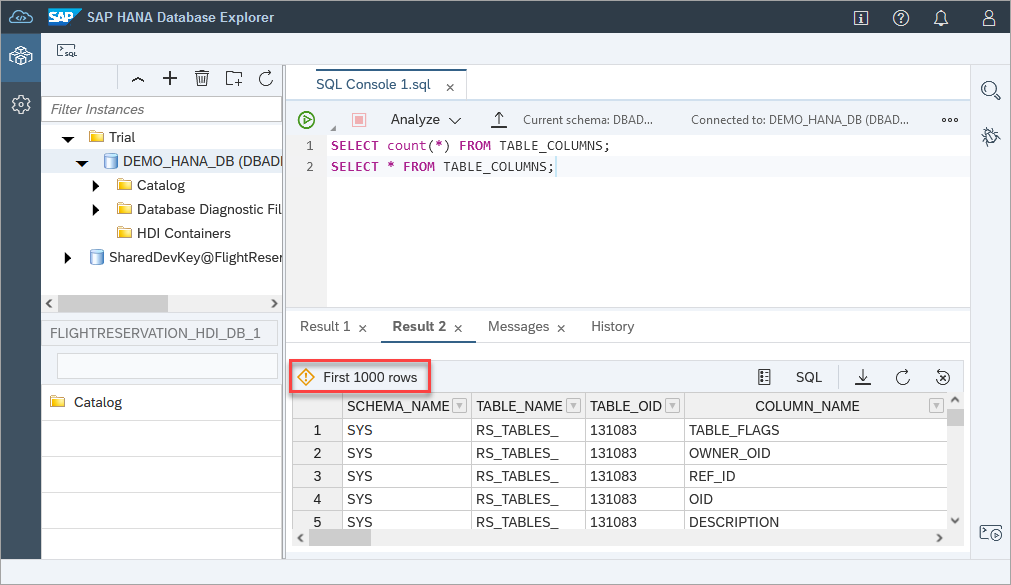 SAP SAP HANA Database Explorer
SQL
Filter Instances
Trial
DEMO_HANA_DB (DBADI
Catalog
Database Diagnostic Fil
HDI Containers
SharedDevKey@FlightReser
FLIGHTRESERVATION_HDI_DB_1
Catalog
SQL Console 1.sql
Analyze Current schema: DBAD... Connected to: DEMO_HANA_DB (DBAD...
1 SELECT count(*) FROM TABLE_COLUMNS;
2 SELECT * FROM TABLE_COLUMNS;
Result 1 Result 2 Messages History
First 1000 rows SQL
SCHEMA_NAME TABLE_NAME TABLE_OID COLUMN_NAME
1 SYS RS_TABLES_ 131083 TABLE_FLAGS
2 SYS RS_TABLES_ 131083 OWNER_OID
3 SYS RS_TABLES_ 131083 REF_ID
4 SYS RS_TABLES_ 131083 OID
5 SYS RS_TABLES_ 131083 DESCRIPTION